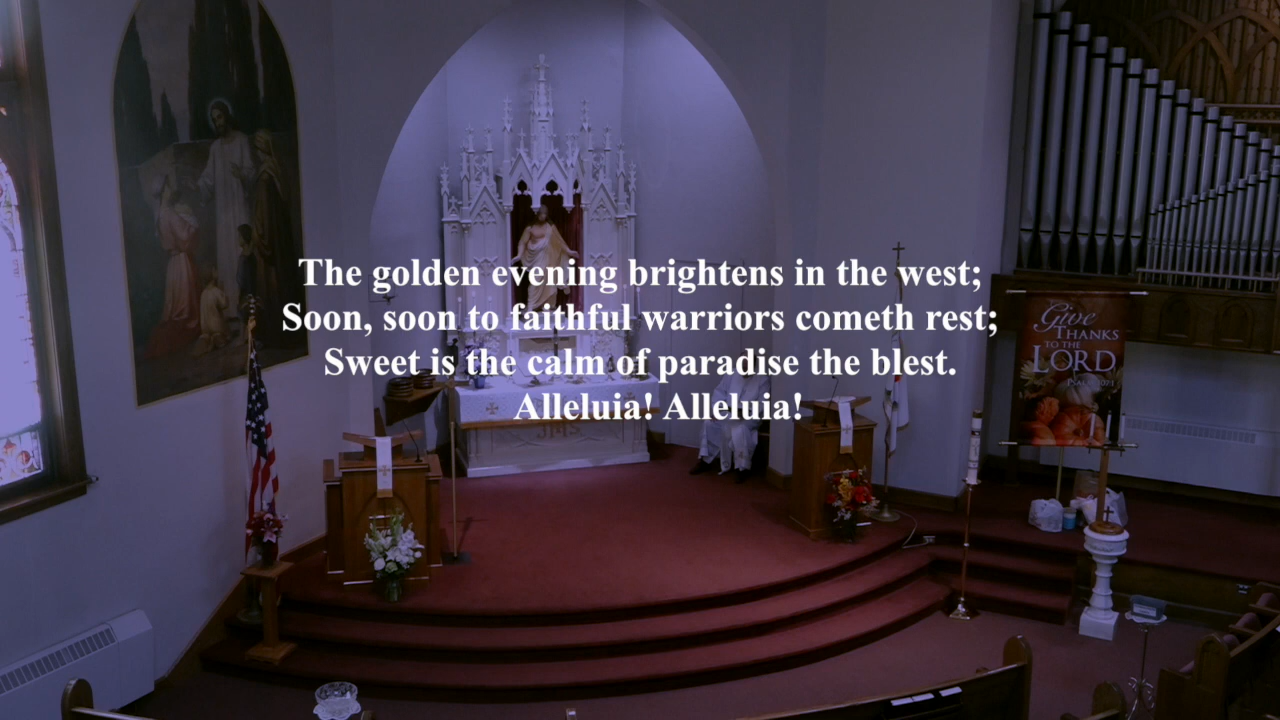 The golden evening brightens in the west;
Soon, soon to faithful warriors cometh rest;
Sweet is the calm of paradise the blest.
Alleluia! Alleluia!
Give
THANKS
TO THE
LORD